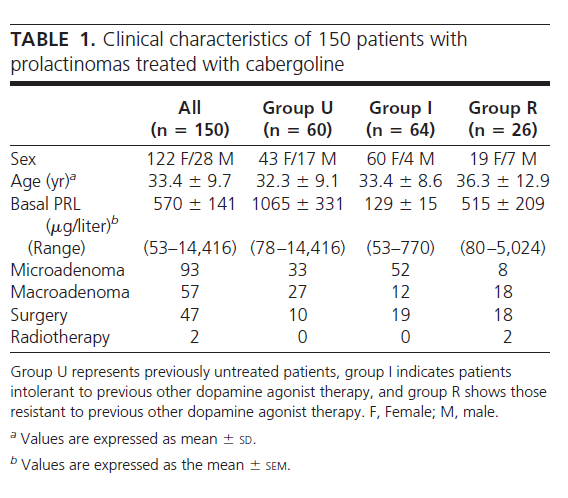 TABLE 1. Clinical characteristics of 150 patients with
prolactinomas treated with cabergoline
All Group U Group I Group R
(n = 150) (n = 60) (n = 64) (n = 26)
Sex 122 F/28 M 43 F/17 M 60 F/4 M 19 F/7 M
Age (yr)a 33.4 ± 9.7 32.3 ± 9.1 33.4 ± 8.6 36.3 ± 12.9
Basal PRL 570 ± 141 1065 ± 331 129 ± 15 515 ± 209
(μg/liter)b
(Range) (53–14,416) (78–14,416) (53–770) (80–5,024)
Microadenoma 93 33 52 8
Macroadenoma 57 27 12 18
Surgery 47 10 19 18
Radiotherapy 2 0 0 2
Group U represents previously untreated patients, group I indicates patients
intolerant to previous other dopamine agonist therapy, and group R shows those
resistant to previous other dopamine agonist therapy. F, Female; M, male.
a Values are expressed as mean ± SD.
b Values are expressed as the mean ± SEM.